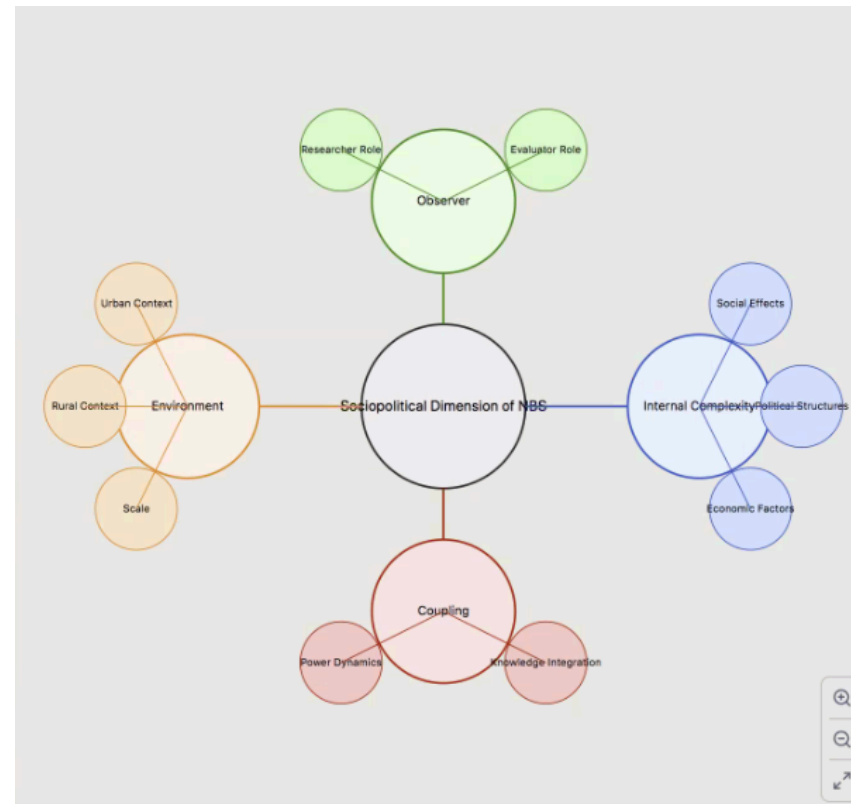 Researcher Role
Evaluator Role
Observer
Urban Context
Social Effects
Rural Context
Environment
Sociopolitical Dimension of NBS
Internal Complexity
Political Structures
Scale
Economic Factors
Coupling
Power Dynamics
Knowledge Integration